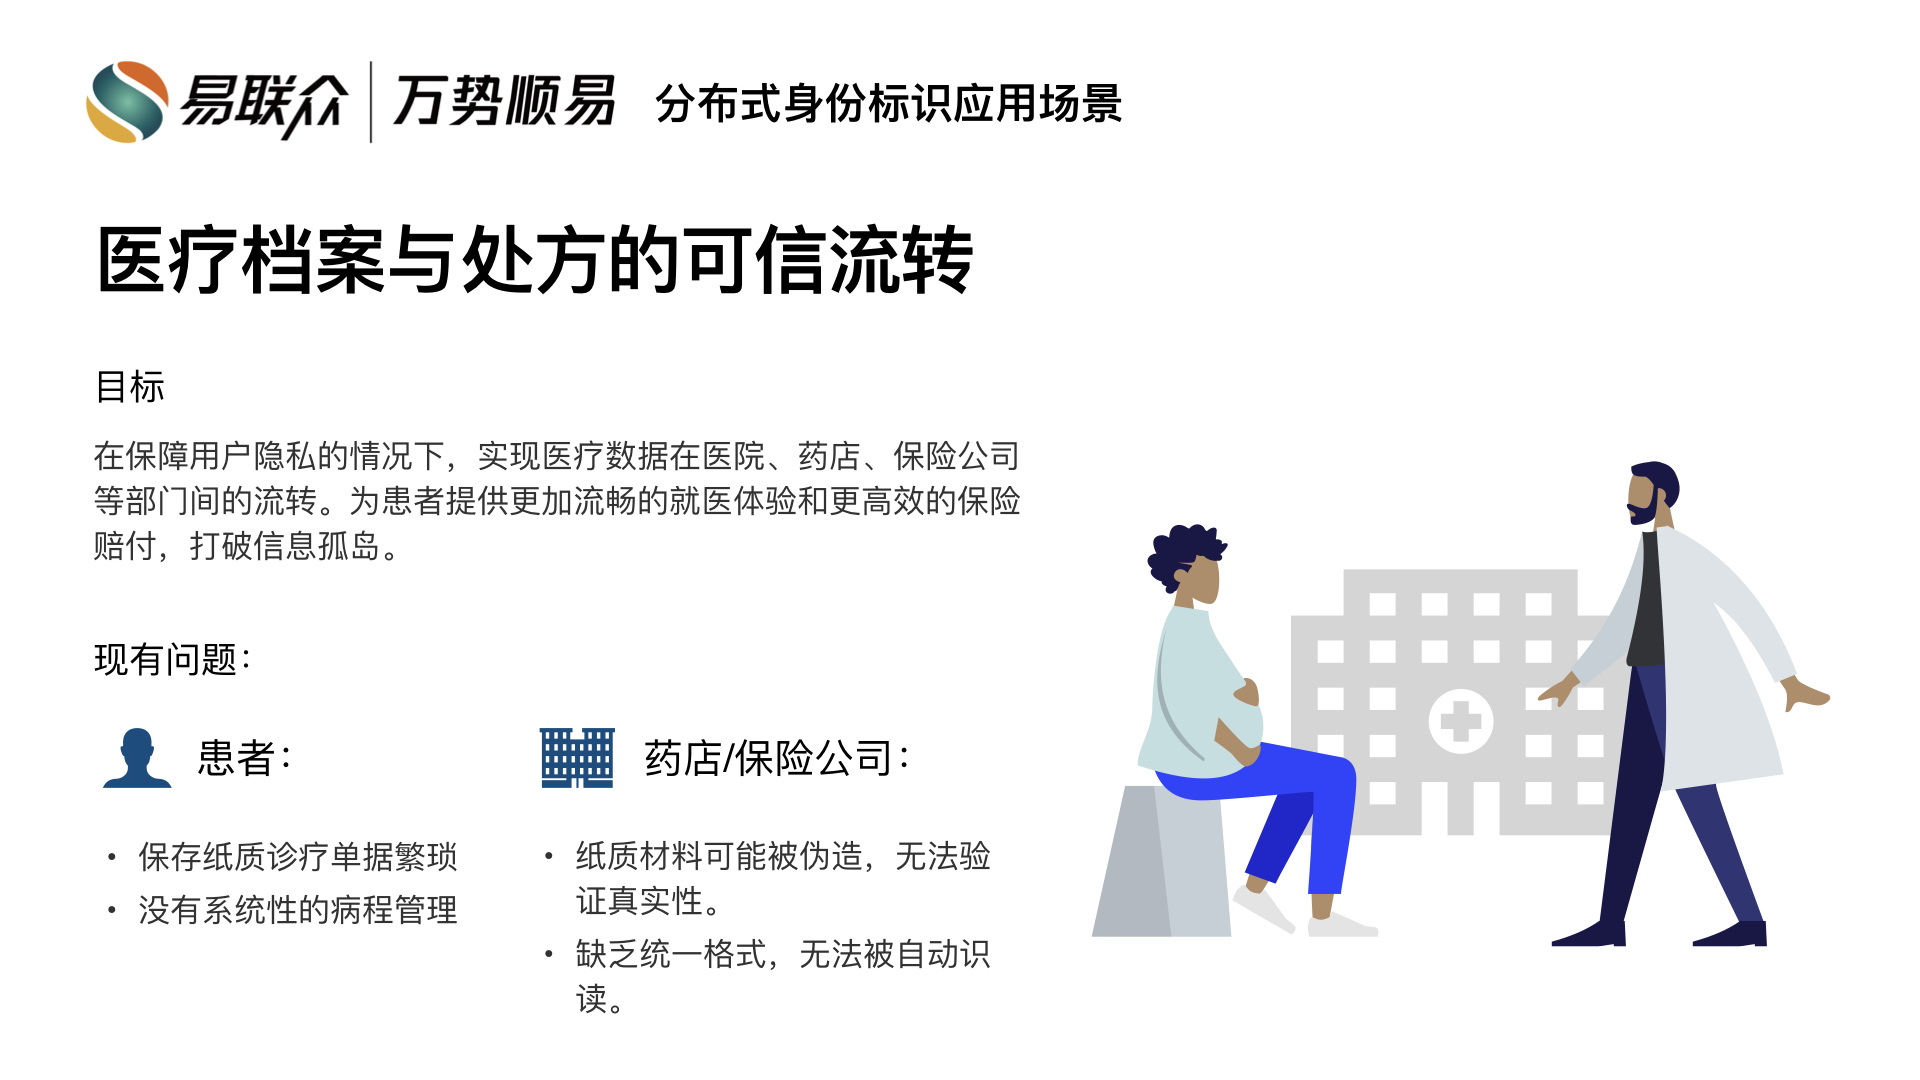 易联众 万势顺易 分布式身份标识应用场景
医疗档案与处方的可信流转
目标
在保障用户隐私的情况下，实现医疗数据在医院、药店、保险公司
等部门间的流转。为患者提供更加流畅的就医体验和更高效的保险
赔付，打破信息孤岛。
现有问题：
患者：
• 保存纸质诊疗单据繁琐
• 没有系统性的病程管理
药店/保险公司：
• 纸质材料可能被伪造，无法验
证真实性。
• 缺乏统一格式，无法被自动识
读。